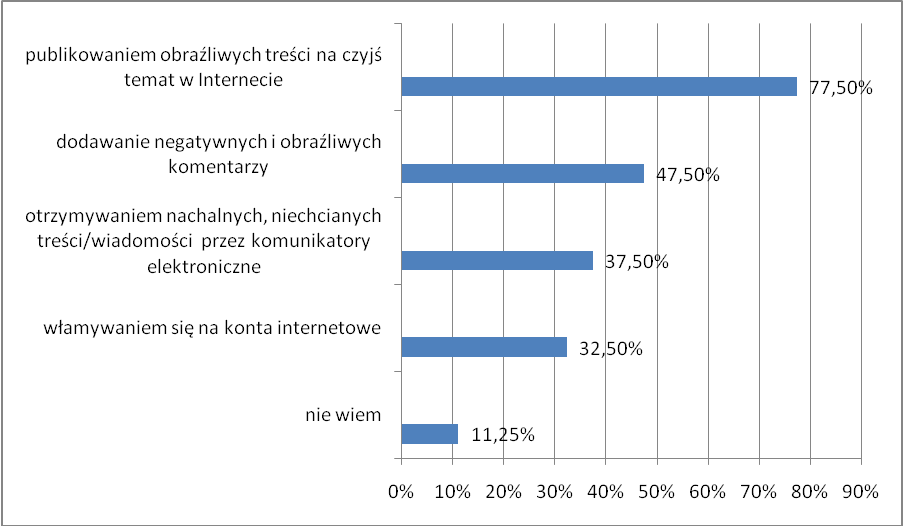 publikowaniem obraźliwych treści na czyjś
temat w Internecie
77,50%
dodawanie negatywnych i obraźliwych
komentarzy
47,50%
otrzymywaniem nachalnych, niechcianych
treści/wiadomości przez komunikatory
elektroniczne
37,50%
włamywaniem się na konta internetowe
32,50%
nie wiem
11,25%
0% 10% 20% 30% 40% 50% 60% 70% 80% 90%